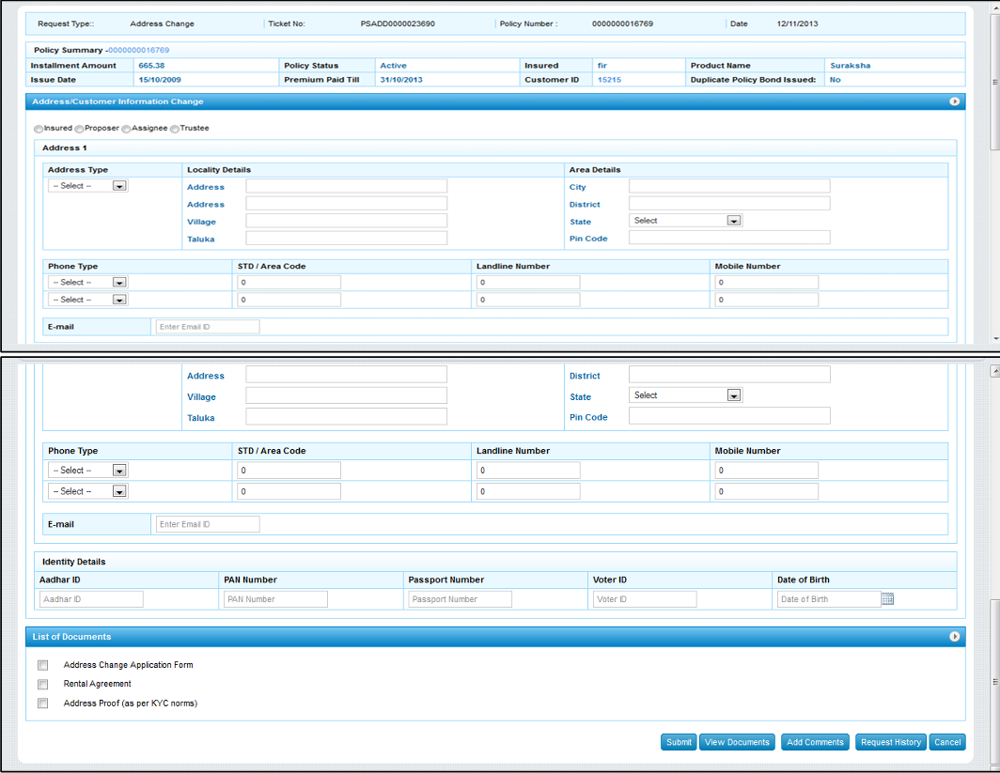 Request Type:: Address Change Ticket No: PSADD0000023690 Policy Number : 0000000016769 Date 12/11/2013
Policy Summary -0000000016769
Installment Amount 665.38 Policy Status Active Insured fir Product Name Suraksha
Issue Date 15/10/2009 Premium Paid Till 31/10/2013 Customer ID 15215 Duplicate Policy Bond Issued: No
Address/Customer Information Change
Insured Proposer Assignee Trustee
Address 1
Address Type Locality Details Area Details
-- Select -- Address City
Address District
Village State Select
Taluka Pin Code
Phone Type STD / Area Code Landline Number Mobile Number
-- Select -- 0 0 0
-- Select -- 0 0 0
E-mail Enter Email ID
Address District
Village State Select
Taluka Pin Code
Phone Type STD / Area Code Landline Number Mobile Number
-- Select -- 0 0 0
-- Select -- 0 0 0
E-mail Enter Email ID
Identity Details
Aadhar ID PAN Number Passport Number Voter ID Date of Birth
Aadhar ID PAN Number Passport Number Voter ID Date of Birth
List of Documents
Address Change Application Form
Rental Agreement
Address Proof (as per KYC norms)
Submit View Documents Add Comments Request History Cancel